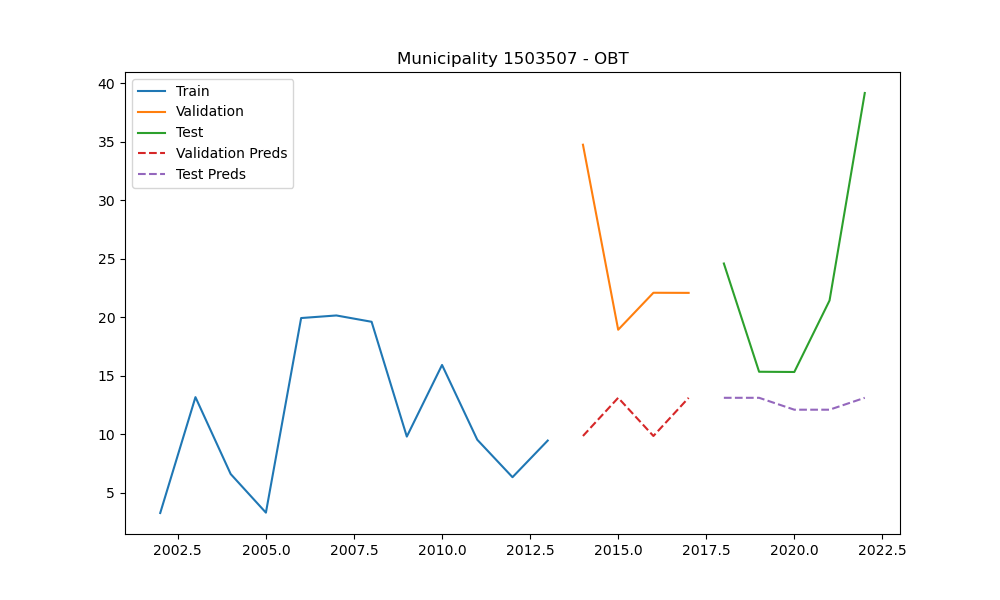 Municipality 1503507 - OBT
Train
Validation
Test
Validation Preds
Test Preds
40
35
30
25
20
15
10
5
2002.5 2005.0 2007.5 2010.0 2012.5 2015.0 2017.5 2020.0 2022.5